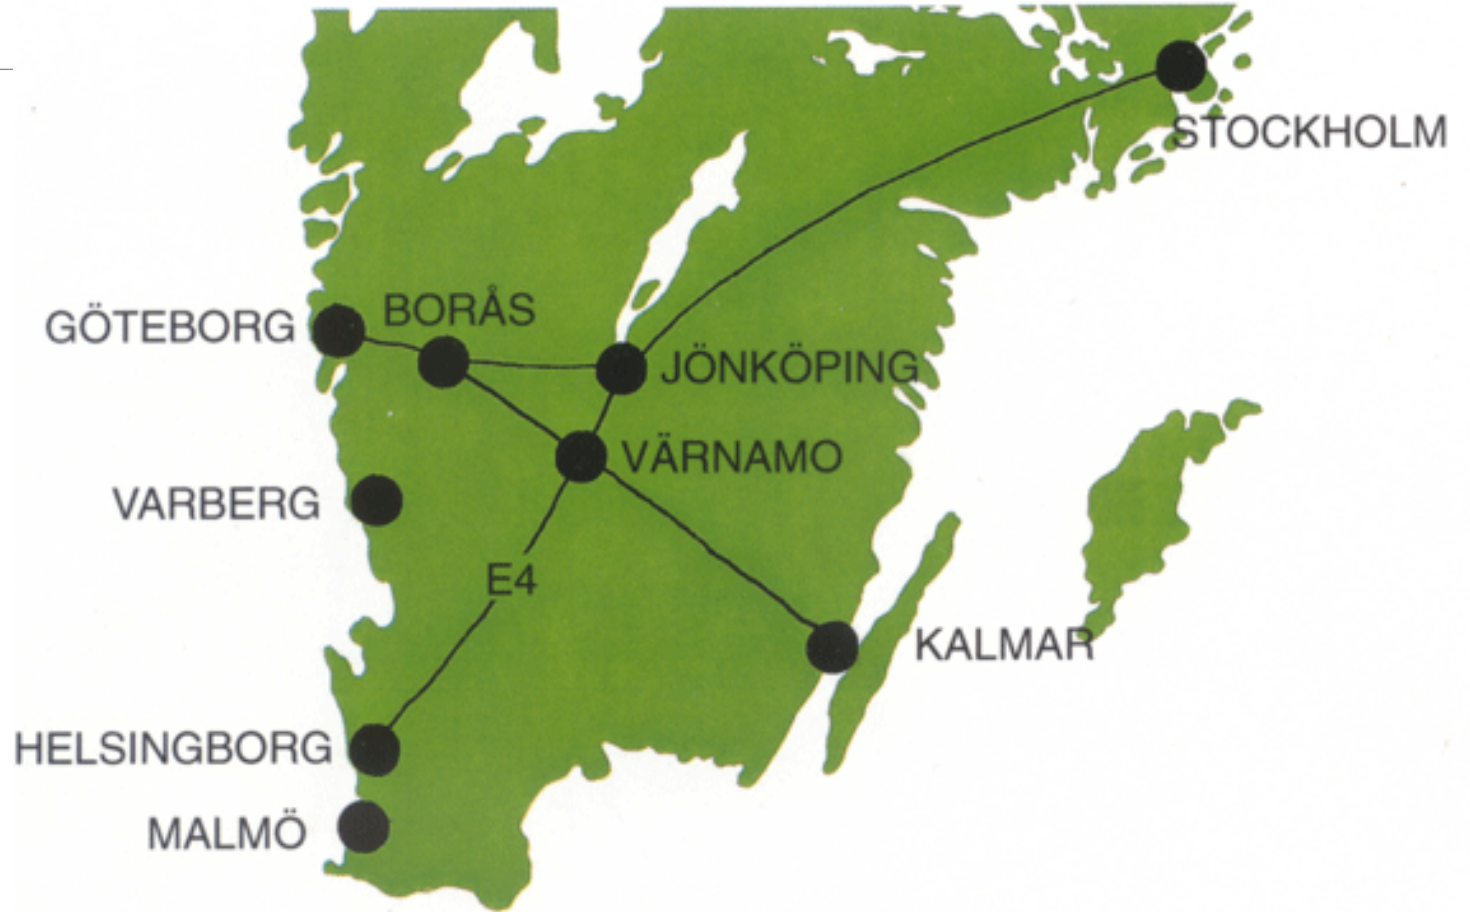 STOCKHOLM
GÖTEBORG
BORÅS
JÖNKÖPING
VÄRNAMO
VARBERG
E4
KALMAR
HELSINGBORG
MALMÖ